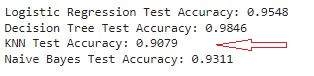 Logistic Regression Test Accuracy: 0.9548
Decision Tree Test Accuracy: 0.9846
KNN Test Accuracy: 0.9079
Naive Bayes Test Accuracy: 0.9311